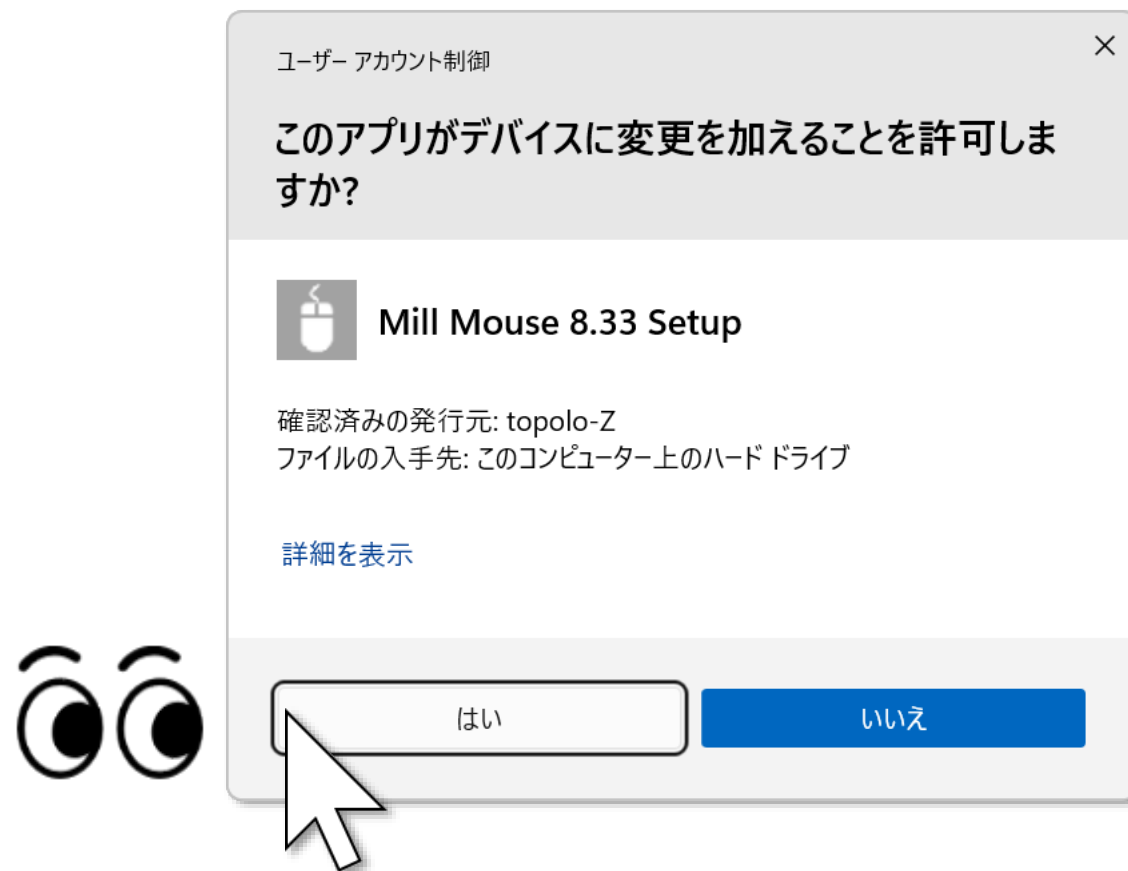 ユーザー アカウント制御
このアプリがデバイスに変更を加えることを許可しま
すか?
Mill Mouse 8.33 Setup
確認済みの発行元: topolo-Z
ファイルの入手先: このコンピューター上のハード ドライブ
詳細を表示
はい
いいえ